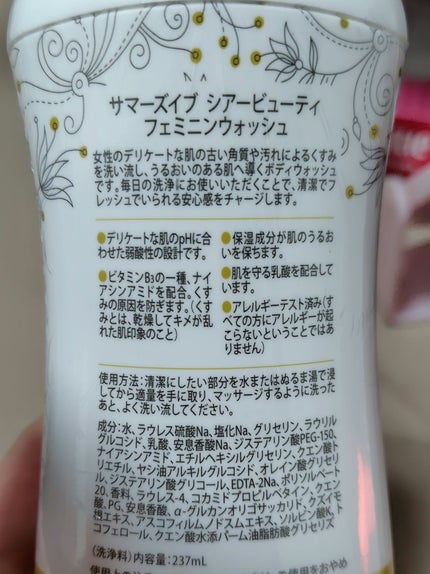 サマーズイブ シアービューティ
フェミニンウォッシュ
女性のデリケートな肌の古い角質や汚れによるくすみ
を洗い流し、うるおいのある肌へ導くボディウォッシュ
です。毎日の洗浄にお使いいただくことで、清潔でフ
レッシュでいられる安心感をチャージします。
●デリケートな肌のpHに合
わせた弱酸性の設計です。
●ビタミンB₃の一種、ナイ
アシンアミドを配合。くす
みの原因を防ぎます。(くす
みとは、乾燥してキメが乱
れた肌印象のこと)
●保湿成分が肌のうるお
いを保ちます。
●肌を守る乳酸を配合して
います。
●アレルギーテスト済み(す
べての方にアレルギーが起
こらないということではあ
りません)
使用方法:清潔にしたい部分を水またはぬるま湯で浸
してから適量を手に取り、マッサージするように洗った
あと、よく洗い流してください。
成分:水、ラウレス硫酸Na、塩化Na、グリセリン、ラウリル
グルコシド、乳酸、安息香酸Na、ジステアリン酸PEG-150、
ナイアシンアミド、エチルヘキシルグリセリン、クエン酸ト
リエチル、ヤシ油アルキルグルコシド、オレイン酸グリセリ
ル、ジステアリン酸グリコール、EDTA-2Na、ポリソルベート
20、香料、ラウレス-4、コカミドプロピルベタイン、クエン
酸、PG、安息香酸、α-グルカンオリゴサッカリド、クズイモ
根エキス、アスコフィルムノドスムエキス、ソルビン酸K、ト
コフェロール、クエン酸水添パーム油脂肪酸グリセリズ
(洗浄料) 内容量:237mL